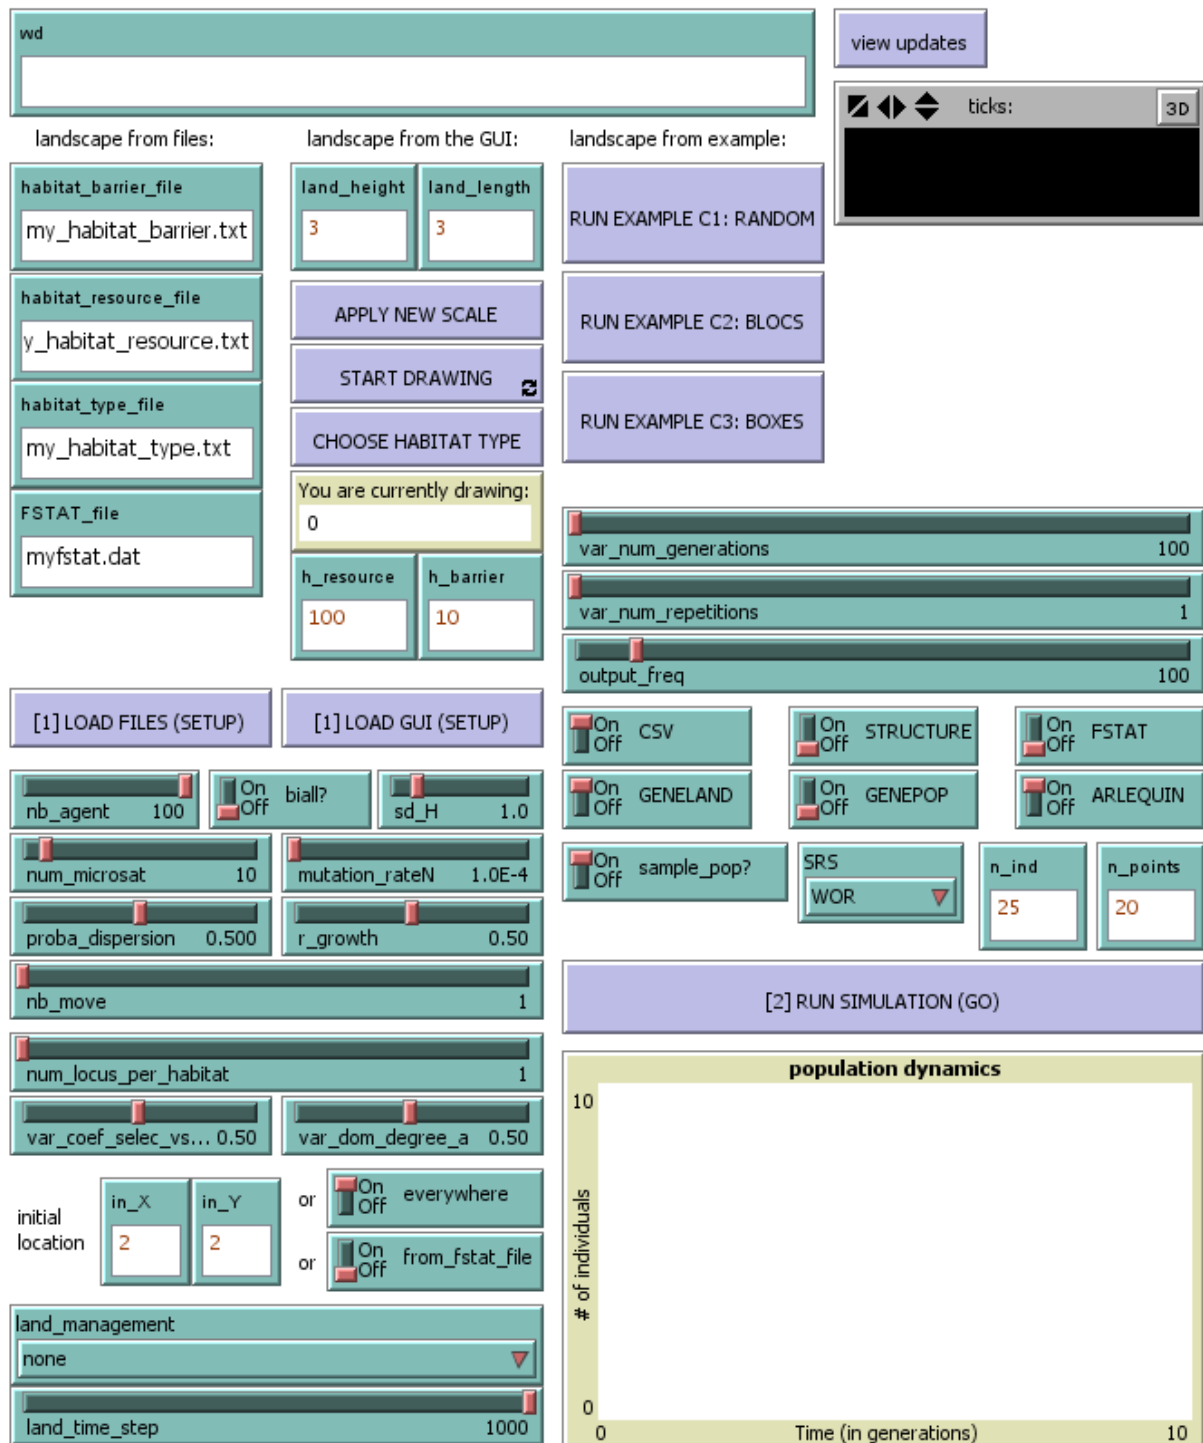 wd
view updates
ticks:
3D
landscape from files:
landscape from the GUI:
landscape from example:
habitat_barrier_file
my_habitat_barrier.txt
habitat_resource_file
y_habitat_resource.txt
habitat_type_file
my_habitat_type.txt
FSTAT_file
myfstat.dat
land_height
3
land_length
3
APPLY NEW SCALE
START DRAWING
CHOOSE HABITAT TYPE
You are currently drawing:
0
h_resource
100
h_barrier
10
RUN EXAMPLE C1: RANDOM
RUN EXAMPLE C2: BLOCS
RUN EXAMPLE C3: BOXES
var_num_generations 100
var_num_repetitions 1
output_freq 100
[1] LOAD FILES (SETUP)
[1] LOAD GUI (SETUP)
On
Off
CSV
On
Off
STRUCTURE
On
Off
FSTAT
On
Off
GENELAND
On
Off
GENEPOP
On
Off
ARLEQUIN
nb_agent 100
On
Off
biall?
sd_H 1.0
num_microsat 10
mutation_rateN 1.0E-4
proba_dispersion 0.500
r_growth 0.50
nb_move 1
num_locus_per_habitat 1
var_coef_selec_vs... 0.50
var_dom_degree_a 0.50
On
Off
sample_pop?
SRS
WOR
n_ind
25
n_points
20
[2] RUN SIMULATION (GO)
initial
location
in_X
2
in_Y
2
or
On
Off
everywhere
or
On
Off
from_fstat_file
land_management
none
land_time_step 1000
population dynamics
10
# of individuals
0
0
Time (in generations)
10